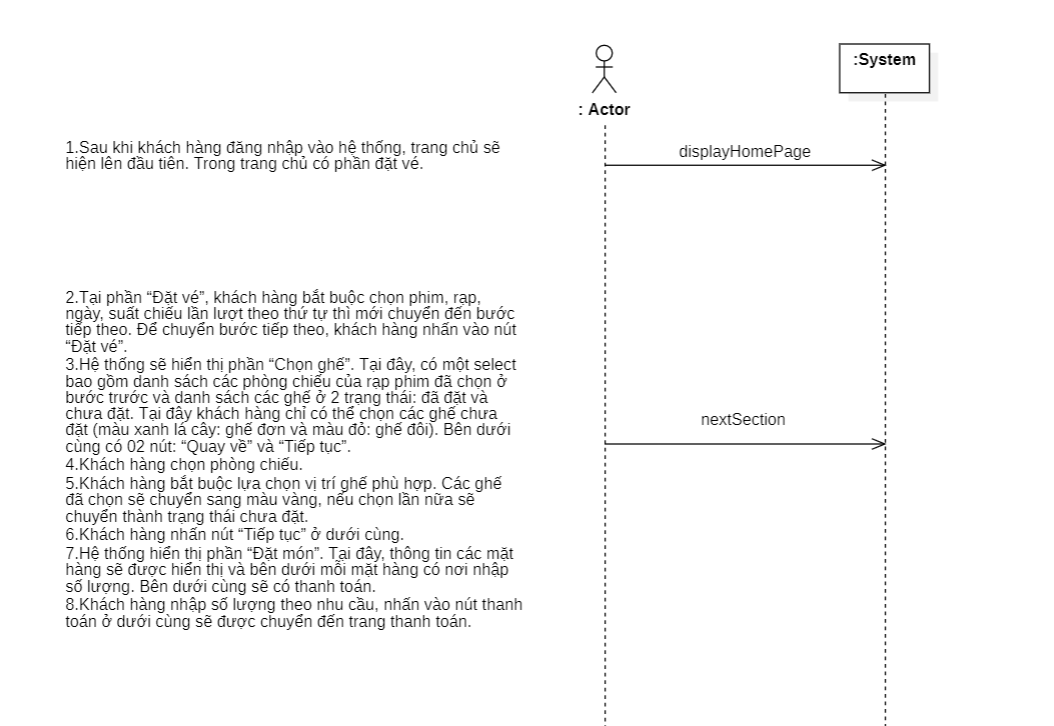 :System
: Actor
1.Sau khi khách hàng đăng nhập vào hệ thống, trang chủ sẽ
hiện lên đầu tiên. Trong trang chủ có phần đặt vé.
displayHomePage
2.Tại phần “Đặt vé”, khách hàng bắt buộc chọn phim, rạp,
ngày, suất chiếu lần lượt theo thứ tự thì mới chuyển đến bước
tiếp theo. Để chuyển bước tiếp theo, khách hàng nhấn vào nút
“Đặt vé”.
3.Hệ thống sẽ hiển thị phần “Chọn ghế”. Tại đây, có một select
bao gồm danh sách các phòng chiếu của rạp phim đã chọn ở
bước trước và danh sách các ghế ở 2 trạng thái: đã đặt và
chưa đặt. Tại đây khách hàng chỉ có thể chọn các ghế chưa
đặt (màu xanh lá cây: ghế đơn và màu đỏ: ghế đôi). Bên dưới
cùng có 02 nút: “Quay về” và “Tiếp tục”.
4.Khách hàng chọn phòng chiếu.
5.Khách hàng bắt buộc lựa chọn vị trí ghế phù hợp. Các ghế
đã chọn sẽ chuyển sang màu vàng, nếu chọn lần nữa sẽ
chuyển thành trạng thái chưa đặt.
6.Khách hàng nhấn nút “Tiếp tục” ở dưới cùng.
7.Hệ thống hiển thị phần “Đặt món”. Tại đây, thông tin các mặt
hàng sẽ được hiển thị và bên dưới mỗi mặt hàng có nơi nhập
số lượng. Bên dưới cùng sẽ có thanh toán.
8.Khách hàng nhập số lượng theo nhu cầu, nhấn vào nút thanh
toán ở dưới cùng sẽ được chuyển đến trang thanh toán.
nextSection